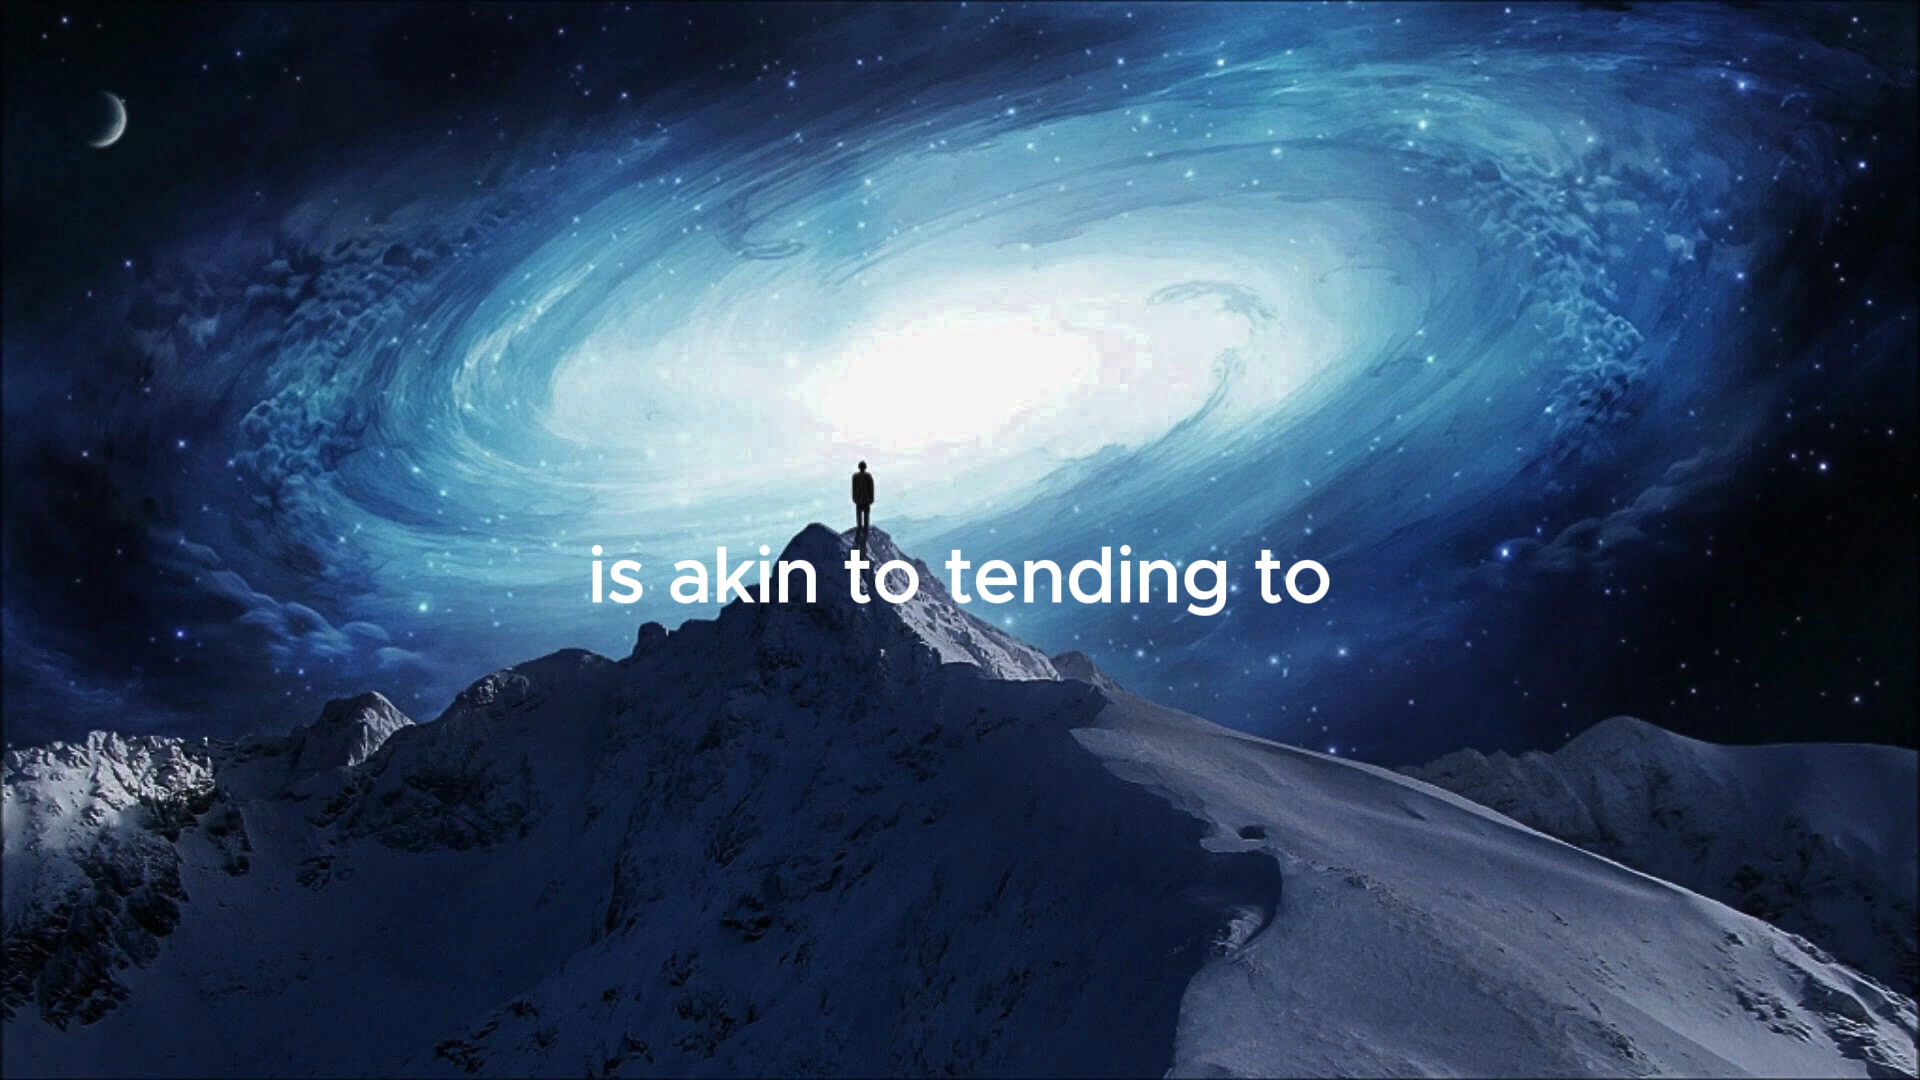 is akin to tending to